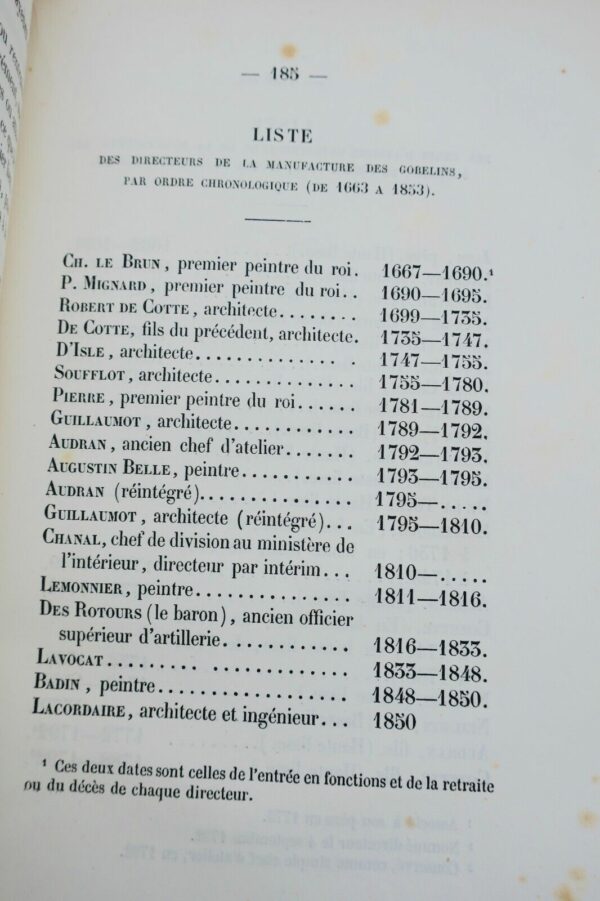 — 185 —
LISTE
DES DIRECTEURS DE LA MANUFACTURE DES GOBELINS,
PAR ORDRE CHRONOLOGIQUE (DE 1663 A 1853).
CH. LE BRUN, premier peintre du roi. 1667—1690.¹
P. MIGNARD, premier peintre du roi.. 1690—1695.
ROBERT DE COTTE, architecte........ 1699—1735.
DE COTTE, fils du précédent, architecte. 1735—1747.
D'ISLE, architecte.............. . 1747—1755.
SOUFFLOT, architecte.............. 1755—1780.
PIERRE, premier peintre du roi...... 1781—1789.
GUILLAUMOT, architecte............ 1789—1792.
AUDRAN, ancien chef d'atelier....... 1792—1793.
AUGUSTIN BELLE, peintre........... 1793—1795.
AUDRAN (réintégré).............. 1795—.....
GUILLAUMOT, architecte (réintégré)... 1795—1810.
CHANAL, chef de division au ministère de
l'intérieur, directeur par intérim... 1810—.....
LEMONNIER, peintre............... 1811—1816.
DES ROTOURS (le baron), ancien officier
supérieur d'artillerie............ 1816—1833.
LAVOCAT........ ............... 1833—1848.
BADIN, peintre.................. 1848—1850.
LACORDAIRE, architecte et ingénieur... 1850
¹ Ces deux dates sont celles de l'entrée en fonctions et de la retraite
ou du décès de chaque directeur.